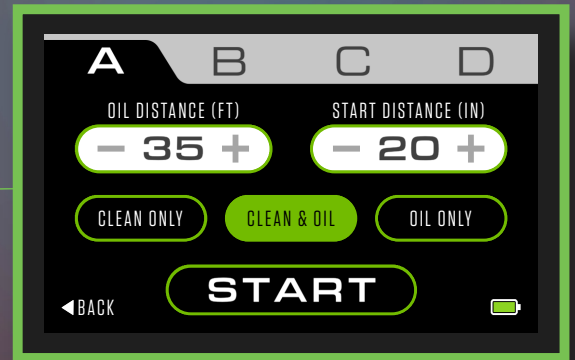 A B C D
OIL DISTANCE (FT) START DISTANCE (IN)
− 35 + − 20 +
CLEAN ONLY CLEAN & OIL OIL ONLY
START
◀BACK